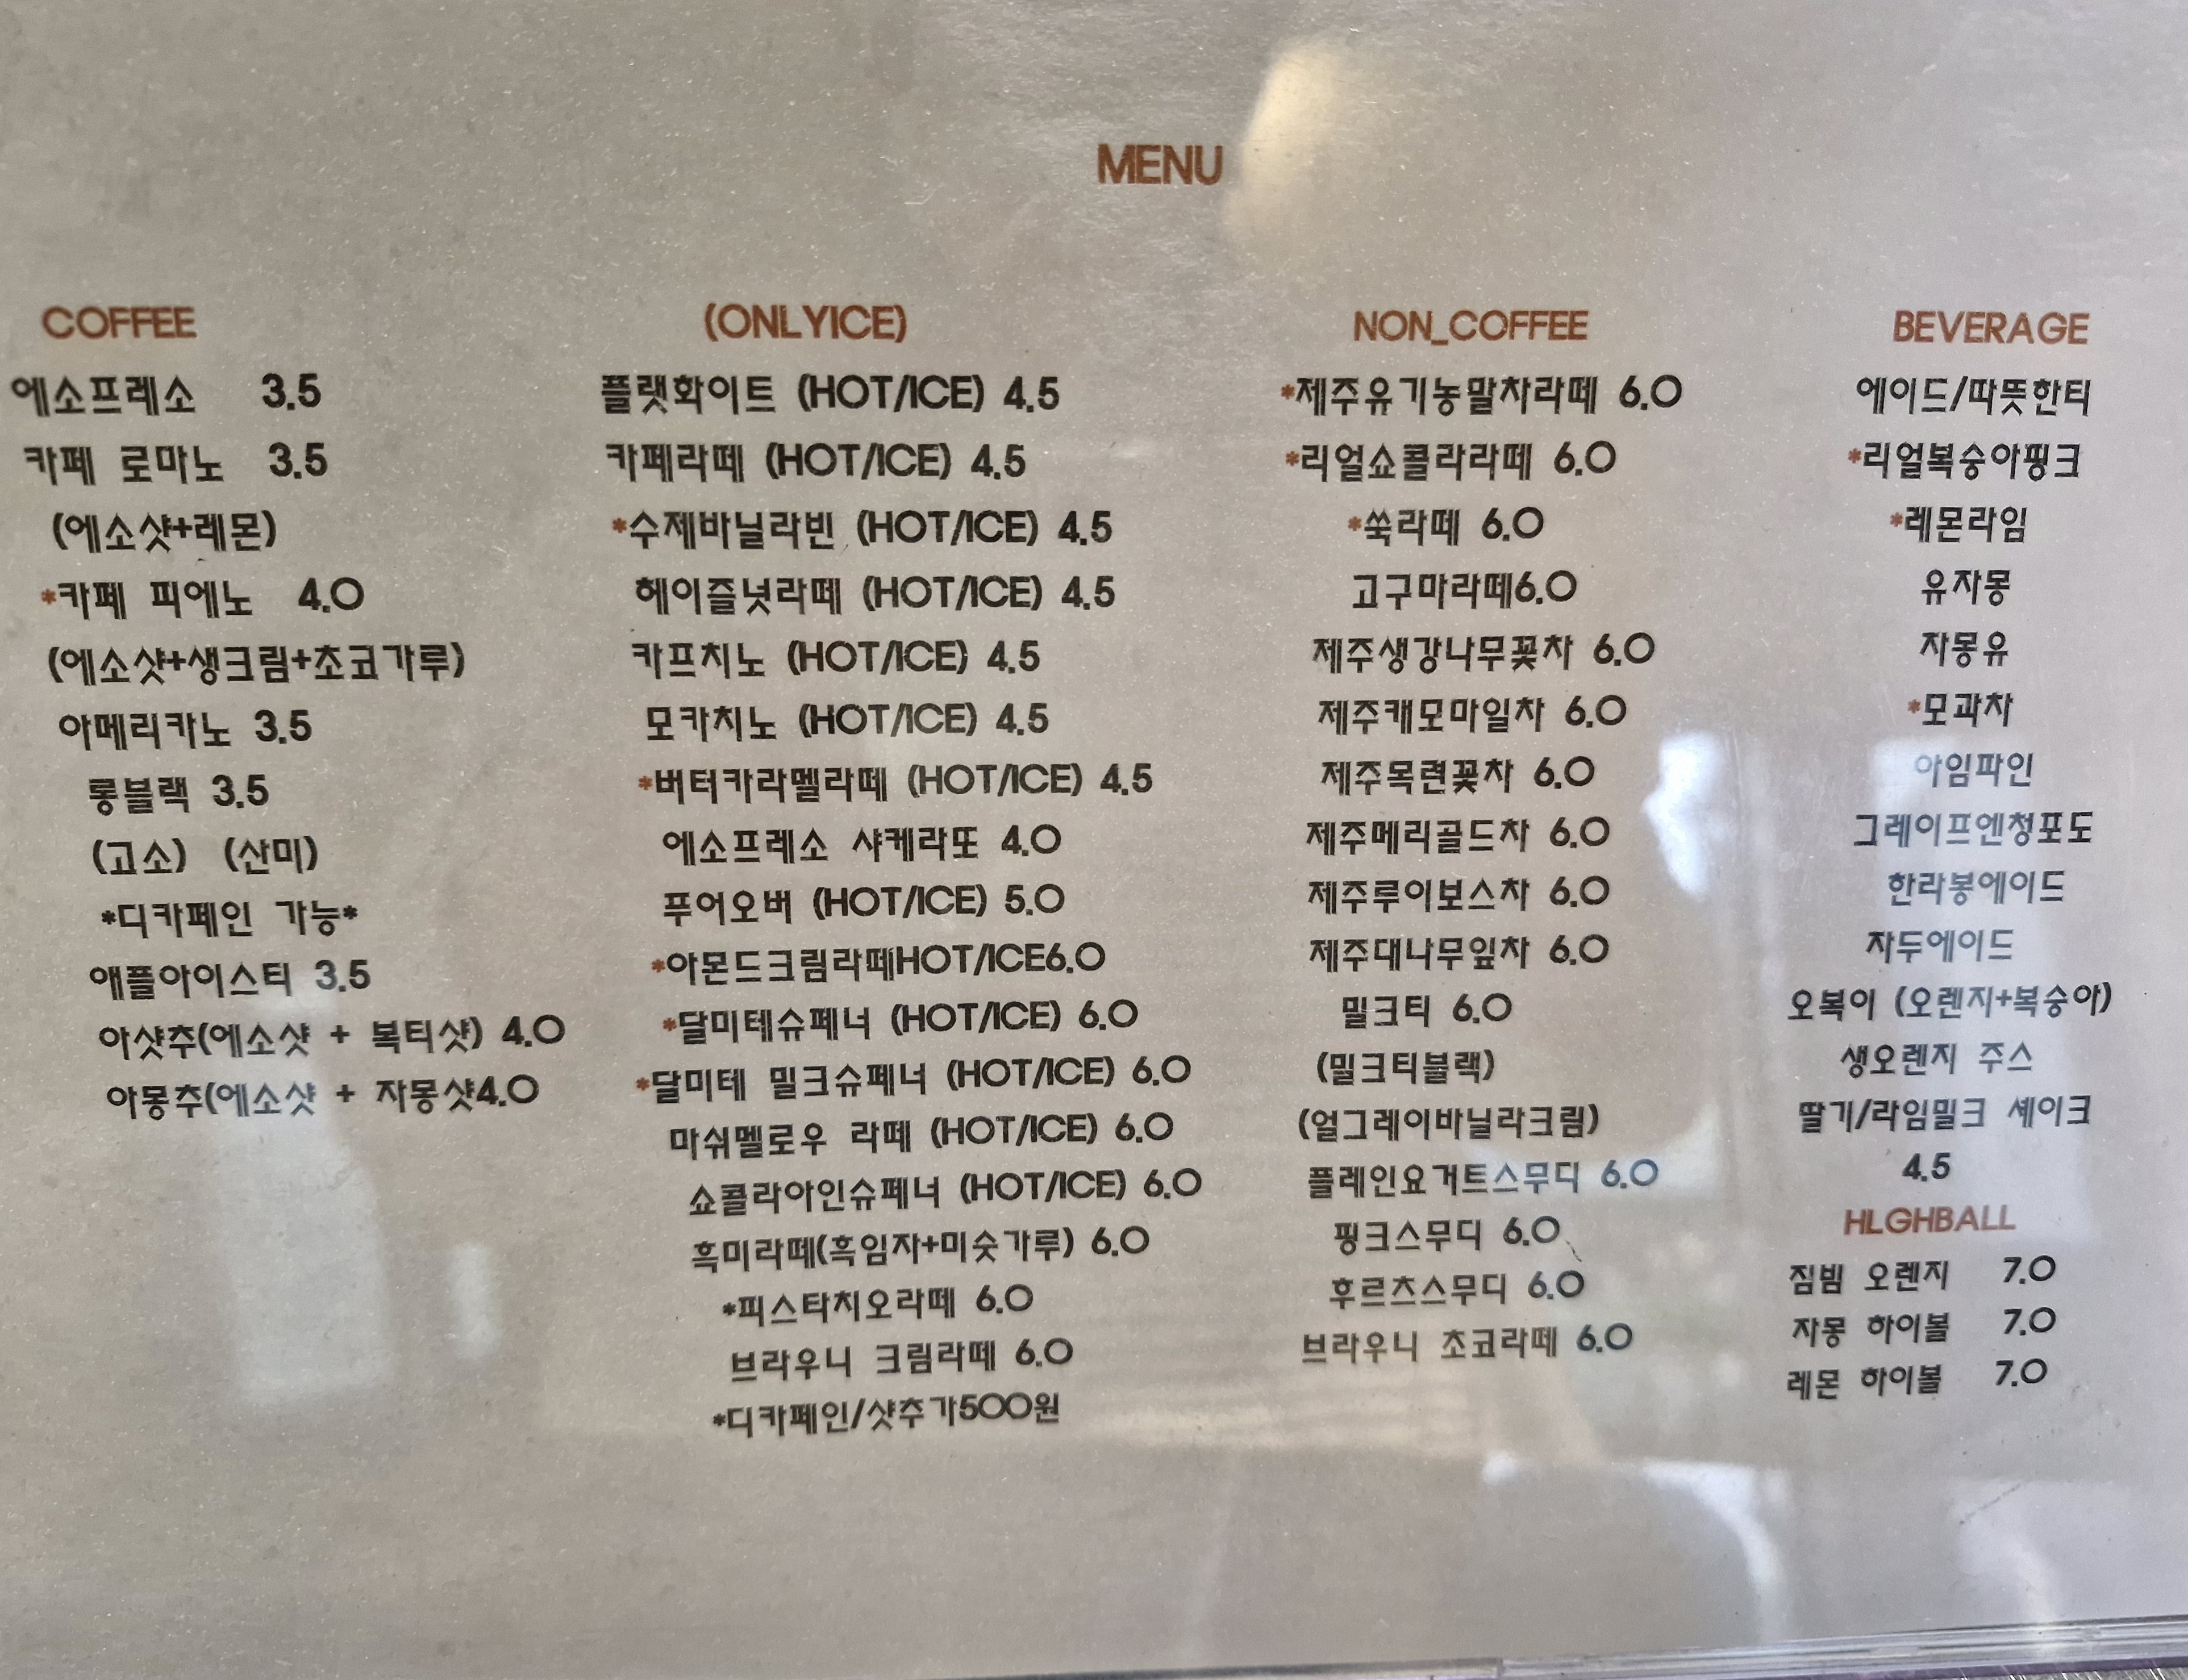 MENU
COFFEE
에소프레소 3.5
카페 로마노 3.5
(에소샷+레몬)
*카페 피에노 4.0
(에소샷+생크림+초코가루)
아메리카노 3.5
롱블랙 3.5
(고소) (산미)
*디카페인 가능*
애플아이스티 3.5
아샷추(에소샷 + 복티샷) 4.0
아몽추(에소샷 + 자몽샷4.0
(ONLYICE)
플랫화이트 (HOT/ICE) 4.5
카페라떼 (HOT/ICE) 4.5
*수제바닐라빈 (HOT/ICE) 4.5
헤이즐넛라떼 (HOT/ICE) 4.5
카프치노 (HOT/ICE) 4.5
모카치노 (HOT/ICE) 4.5
*버터카라멜라떼 (HOT/ICE) 4.5
에소프레소 샤케라또 4.0
푸어오버 (HOT/ICE) 5.0
*아몬드크림라떼HOT/ICE6.0
*달미테슈페너 (HOT/ICE) 6.0
*달미테 밀크슈페너 (HOT/ICE) 6.0
마쉬멜로우 라떼 (HOT/ICE) 6.0
쇼콜라아인슈페너 (HOT/ICE) 6.0
흑미라떼(흑임자+미숫가루) 6.0
*피스타치오라떼 6.0
브라우니 크림라떼 6.0
*디카페인/샷추가500원
NON_COFFEE
*제주유기농말차라떼 6.0
*리얼쇼콜라라떼 6.0
*쑥라떼 6.0
고구마라떼6.0
제주생강나무꽃차 6.0
제주캐모마일차 6.0
제주목련꽃차 6.0
제주메리골드차 6.0
제주루이보스차 6.0
제주대나무잎차 6.0
밀크티 6.0
(밀크티블랙)
(얼그레이바닐라크림)
플레인요거트스무디 6.0
핑크스무디 6.0
후르츠스무디 6.0
브라우니 초코라떼 6.0
BEVERAGE
에이드/따뜻한티
*리얼복숭아핑크
*레몬라임
유자몽
자몽유
*모과차
아임파인
그레이프엔청포도
한라봉에이드
자두에이드
오복이 (오렌지+복숭아)
생오렌지 주스
딸기/라임밀크 셰이크
4.5
HLGHBALL
짐빔 오렌지 7.0
자몽 하이볼 7.0
레몬 하이볼 7.0